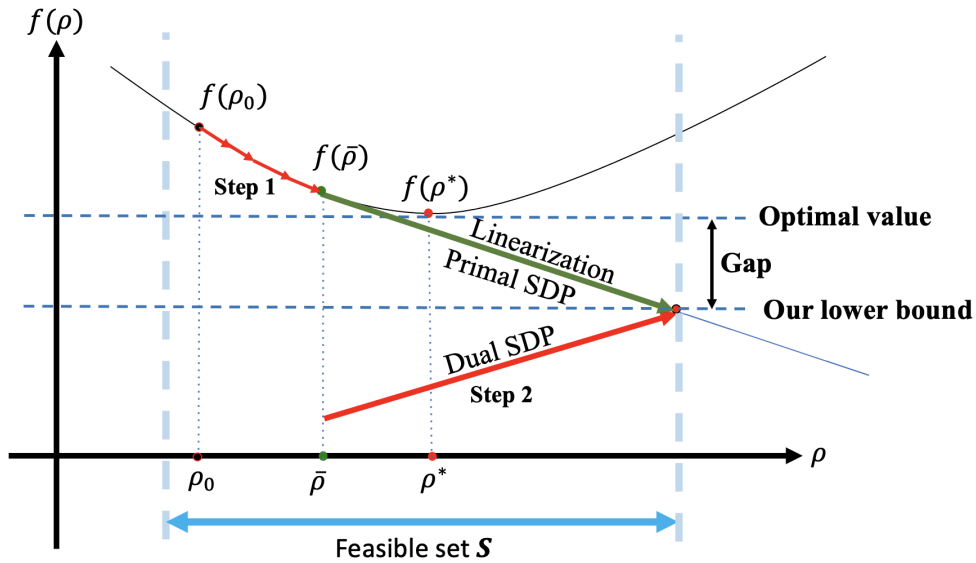 f(ρ)
f(ρ₀)
f(ρ̄)
Step 1
f(ρ*)
Optimal value
Linearization
Gap
Primal SDP
Our lower bound
Dual SDP
Step 2
ρ₀
ρ̄
ρ*
ρ
Feasible set S